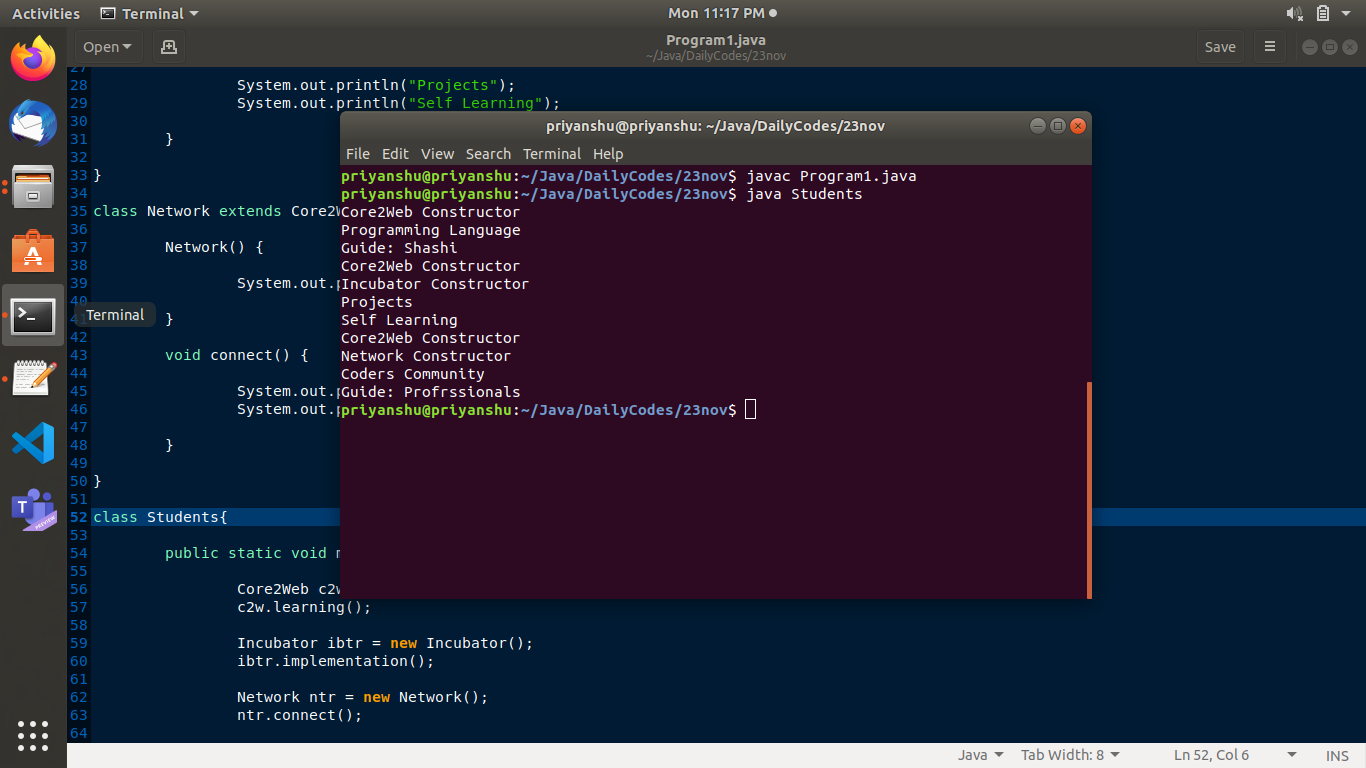 Activities Terminal Mon 11:17 PM
Open Program1.java Save
~/Java/DailyCodes/23nov
27
28 System.out.println("Projects");
29 System.out.println("Self Learning");
30
31 }
32
33 }
34
35 class Network extends Core2W
36
37 Network() {
38
39 System.out.p
40
41 }
42
43 void connect() {
44
45 System.out.p
46 System.out.p
47
48 }
49
50 }
51
52 class Students{
53
54 public static void m
55
56 Core2Web c2w
57 c2w.learning();
58
59 Incubator ibtr = new Incubator();
60 ibtr.implementation();
61
62 Network ntr = new Network();
63 ntr.connect();
64
Terminal
priyanshu@priyanshu: ~/Java/DailyCodes/23nov
File Edit View Search Terminal Help
priyanshu@priyanshu:~/Java/DailyCodes/23nov$ javac Program1.java
priyanshu@priyanshu:~/Java/DailyCodes/23nov$ java Students
Core2Web Constructor
Programming Language
Guide: Shashi
Core2Web Constructor
Incubator Constructor
Projects
Self Learning
Core2Web Constructor
Network Constructor
Coders Community
Guide: Profrssionals
priyanshu@priyanshu:~/Java/DailyCodes/23nov$
T PREVIEW
Java Tab Width: 8 Ln 52, Col 6 INS